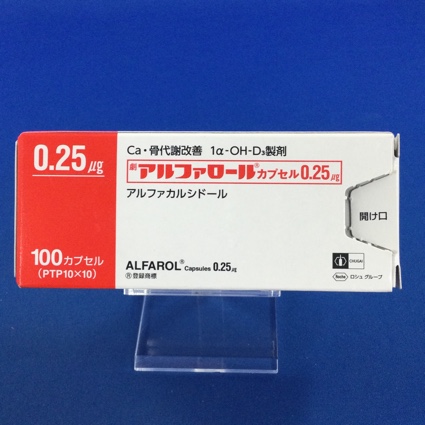 0.25㎍
100カプセル
(PTP10×10)
Ca・骨代謝改善 1α-OH-D₃製剤
劇 アルファロール®カプセル0.25㎍
アルファカルシドール
ALFAROL® Capsules 0.25㎍
®登録商標
開け口
CHUGAI
Roche ロシュ グループ